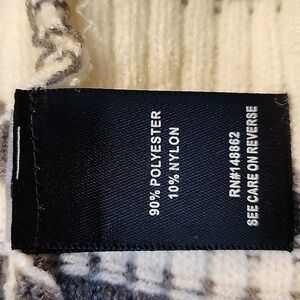 90% POLYESTER
10% NYLON
RN#148862
SEE CARE ON REVERSE